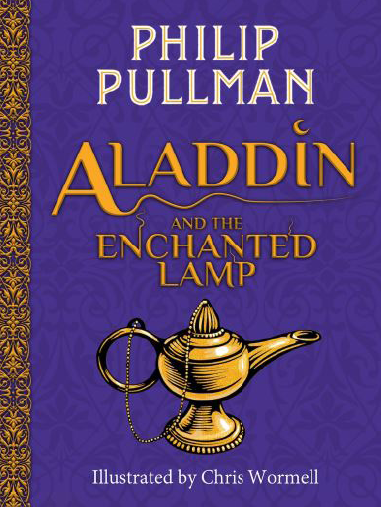 PHILIP
PULLMAN
ALADDIN
AND THE
ENCHANTED
LAMP
Illustrated by Chris Wormell